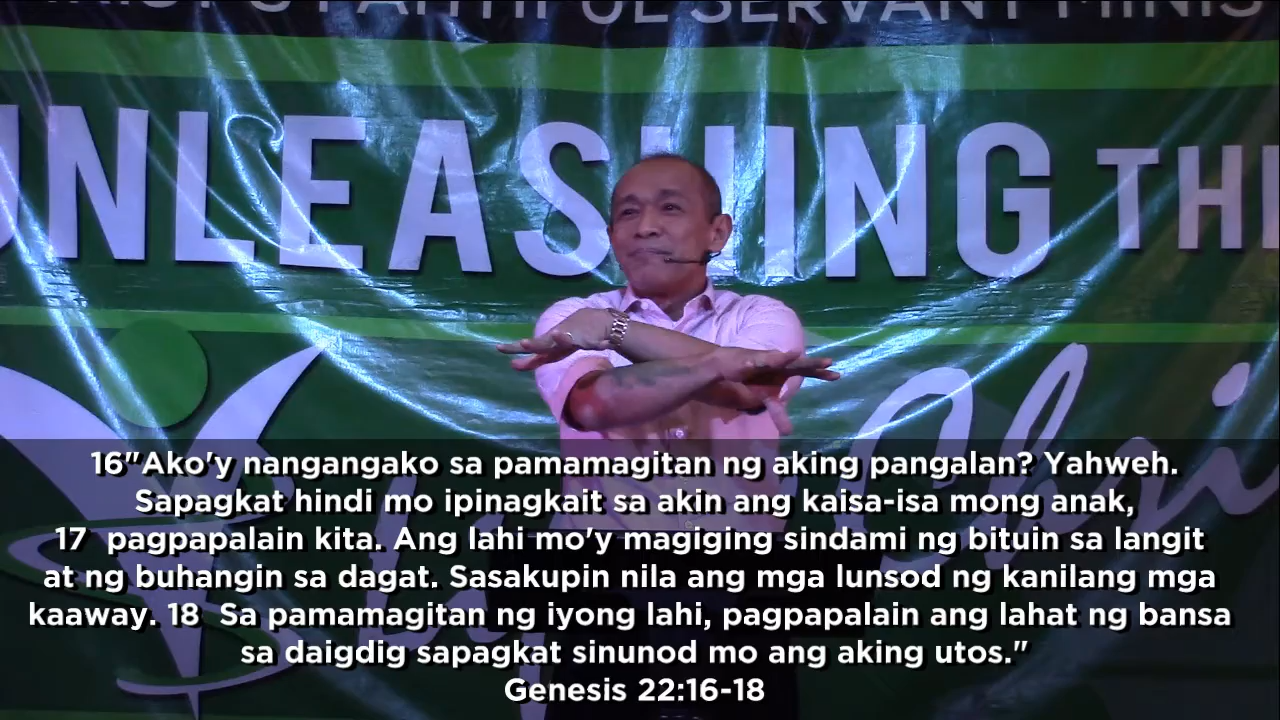 FUL SERVANT MINIS
UNLEASHING THE
16"Ako'y nangangako sa pamamagitan ng aking pangalan? Yahweh.
Sapagkat hindi mo ipinagkait sa akin ang kaisa-isa mong anak,
17 pagpapalain kita. Ang lahi mo'y magiging sindami ng bituin sa langit
at ng buhangin sa dagat. Sasakupin nila ang mga lunsod ng kanilang mga
kaaway. 18 Sa pamamagitan ng iyong lahi, pagpapalain ang lahat ng bansa
sa daigdig sapagkat sinunod mo ang aking utos."
Genesis 22:16-18